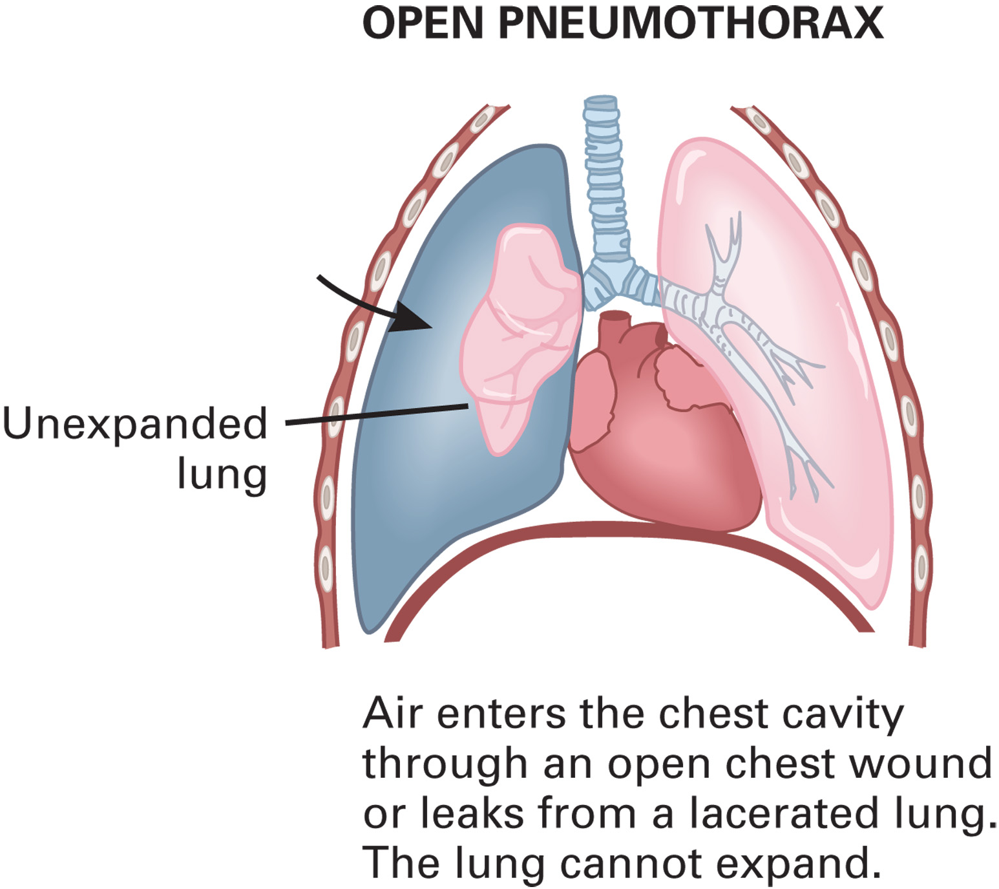 OPEN PNEUMOTHORAX
Unexpanded
lung
Air enters the chest cavity
through an open chest wound
or leaks from a lacerated lung.
The lung cannot expand.